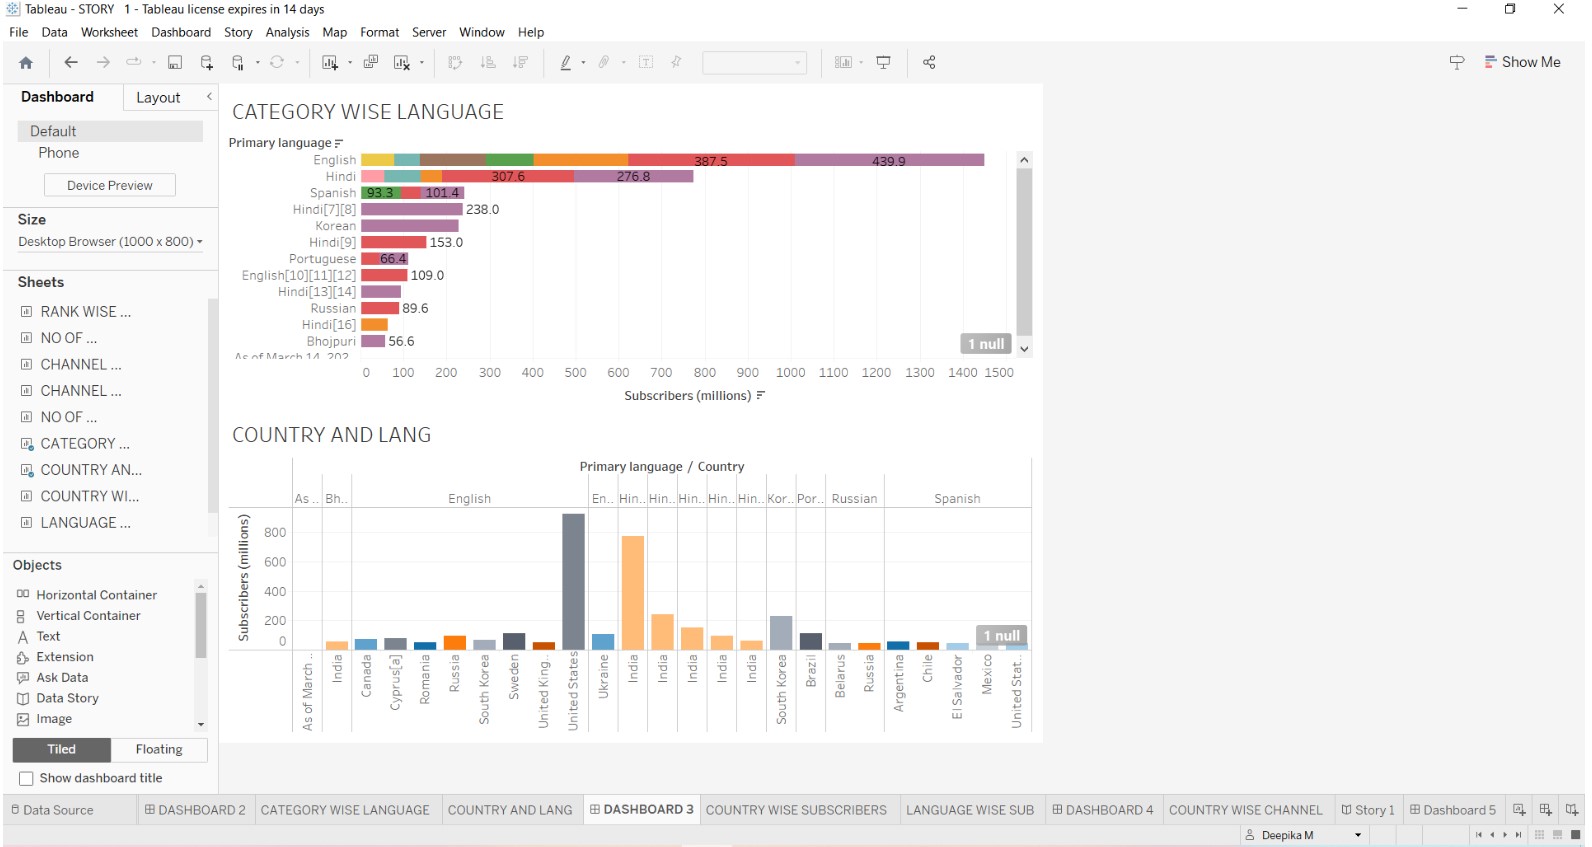 Tableau - STORY 1 - Tableau license expires in 14 days
File Data Worksheet Dashboard Story Analysis Map Format Server Window Help
Show Me
Dashboard Layout
Default
Phone
Device Preview
Size
Desktop Browser (1000 x 800)
Sheets
RANK WISE ...
NO OF ...
CHANNEL ...
CHANNEL ...
NO OF ...
CATEGORY ...
COUNTRY AN...
COUNTRY WI...
LANGUAGE ...
Objects
Horizontal Container
Vertical Container
Text
Extension
Ask Data
Data Story
Image
Tiled Floating
Show dashboard title
CATEGORY WISE LANGUAGE
Primary language
English 387.5 439.9
Hindi 307.6 276.8
Spanish 93.3 101.4
Hindi[7][8] 238.0
Korean
Hindi[9] 153.0
Portuguese 66.4
English[10][11][12] 109.0
Hindi[13][14]
Russian 89.6
Hindi[16]
Bhojpuri 56.6
As of March 14, 202
1 null
0 100 200 300 400 500 600 700 800 900 1000 1100 1200 1300 1400 1500
Subscribers (millions)
COUNTRY AND LANG
Primary language / Country
As .. Bh.. English En.. Hin.. Hin.. Hin.. Hin.. Hin.. Kor.. Por.. Russian Spanish
Subscribers (millions)
800
600
400
200
0
1 null
As of March ..
India
Canada
Cyprus[a]
Romania
Russia
South Korea
Sweden
United King..
United States
Ukraine
India
India
India
India
India
South Korea
Brazil
Belarus
Russia
Argentina
Chile
El Salvador
Mexico
United Stat..
Data Source DASHBOARD 2 CATEGORY WISE LANGUAGE COUNTRY AND LANG DASHBOARD 3 COUNTRY WISE SUBSCRIBERS LANGUAGE WISE SUB DASHBOARD 4 COUNTRY WISE CHANNEL Story 1 Dashboard 5
Deepika M